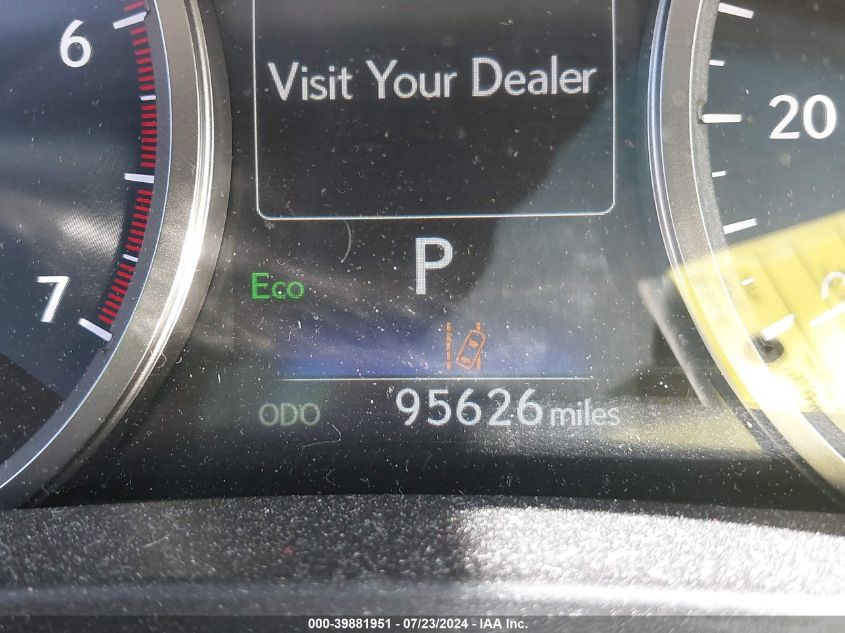 6
Visit Your Dealer
20
P
Eco
7
ODO 95626 miles
000-39881951 / 07/23/2024 - IAA Inc.